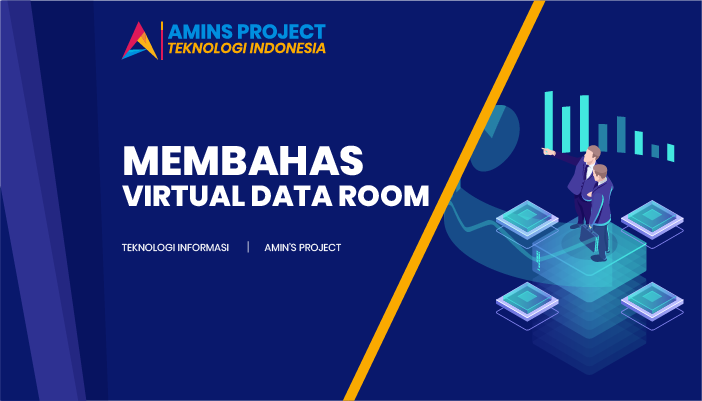 AMINS PROJECT
TEKNOLOGI INDONESIA
MEMBAHAS
VIRTUAL DATA ROOM
TEKNOLOGI INFORMASI | AMIN'S PROJECT